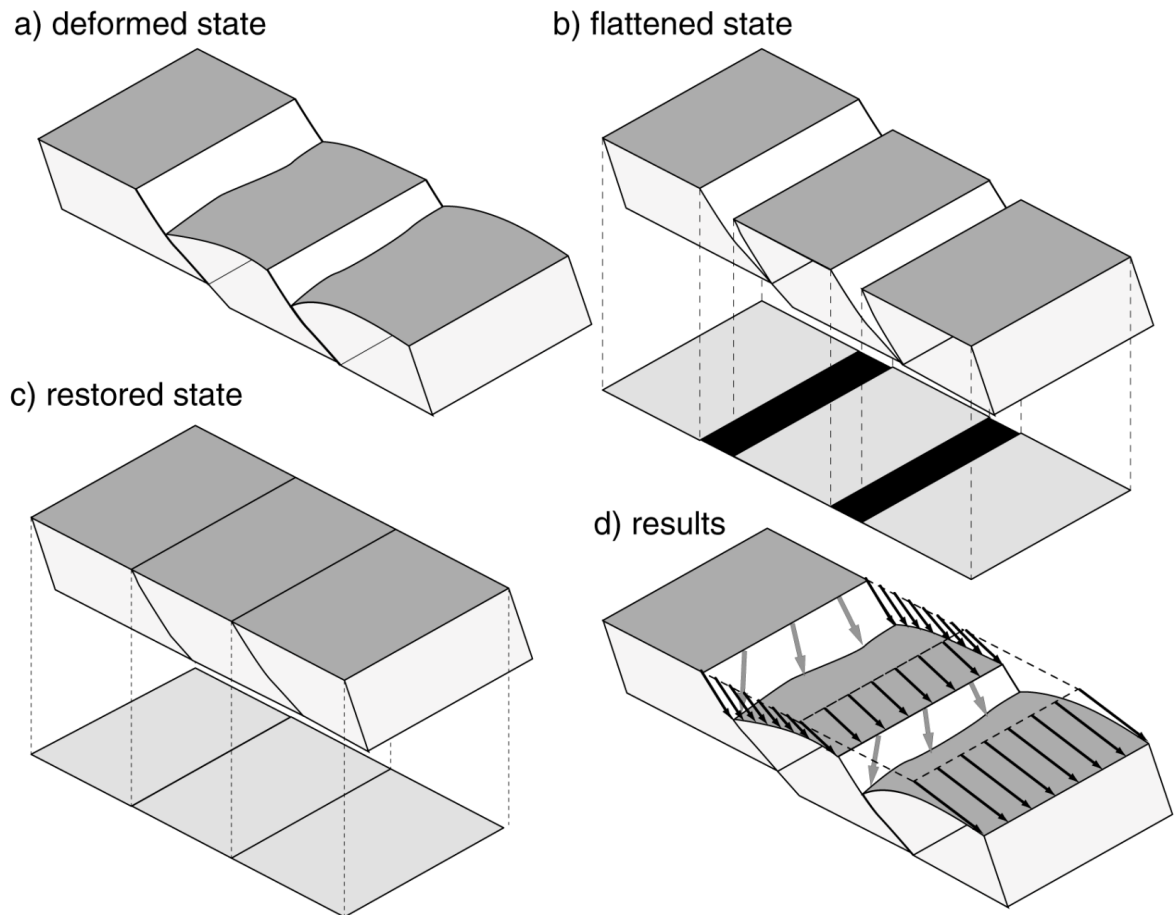 a) deformed state
b) flattened state
c) restored state
d) results